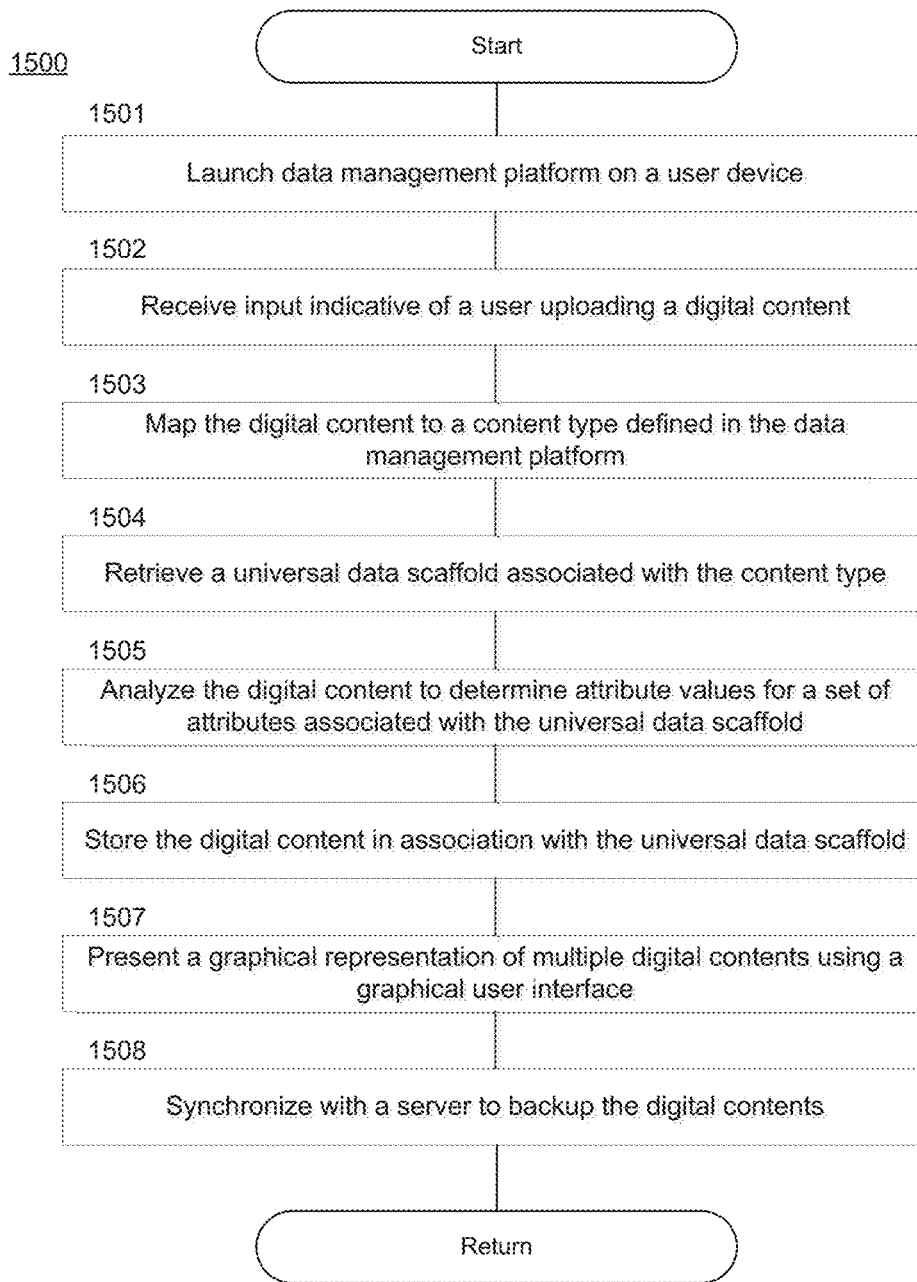 Start
1500
1501
Launch data management platform on a user device
1502
Receive input indicative of a user uploading a digital content
1503
Map the digital content to a content type defined in the data
management platform
1504
Retrieve a universal data scaffold associated with the content type
1505
Analyze the digital content to determine attribute values for a set of
attributes associated with the universal data scaffold
1506
Store the digital content in association with the universal data scaffold
1507
Present a graphical representation of multiple digital contents using a
graphical user interface
1508
Synchronize with a server to backup the digital contents
Return